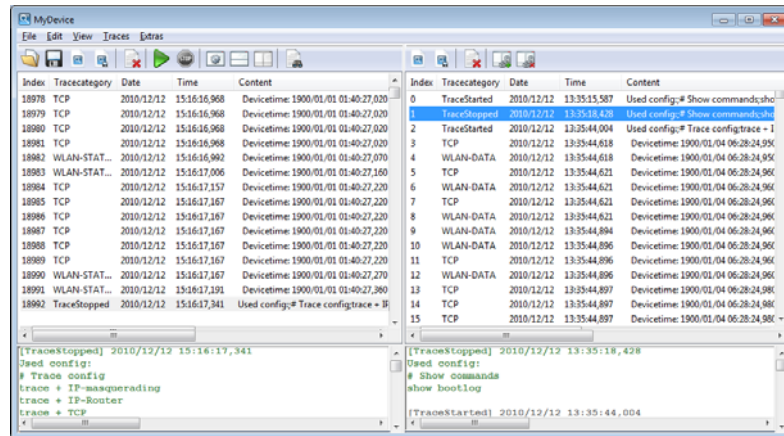 MyDevice
File Edit View Traces Extras
Index Tracecategory Date Time Content
18978 TCP 2010/12/12 15:16:16,968 Devicetime: 1900/01/01 01:40:27,020
18979 TCP 2010/12/12 15:16:16,968 Devicetime: 1900/01/01 01:40:27,020
18980 TCP 2010/12/12 15:16:16,968 Devicetime: 1900/01/01 01:40:27,020
18981 TCP 2010/12/12 15:16:16,968 Devicetime: 1900/01/01 01:40:27,020
18982 WLAN-STAT... 2010/12/12 15:16:16,992 Devicetime: 1900/01/01 01:40:27,070
18983 WLAN-STAT... 2010/12/12 15:16:17,006 Devicetime: 1900/01/01 01:40:27,160
18984 TCP 2010/12/12 15:16:17,157 Devicetime: 1900/01/01 01:40:27,220
18985 TCP 2010/12/12 15:16:17,167 Devicetime: 1900/01/01 01:40:27,220
18986 TCP 2010/12/12 15:16:17,167 Devicetime: 1900/01/01 01:40:27,220
18987 TCP 2010/12/12 15:16:17,167 Devicetime: 1900/01/01 01:40:27,220
18988 TCP 2010/12/12 15:16:17,167 Devicetime: 1900/01/01 01:40:27,220
18989 TCP 2010/12/12 15:16:17,167 Devicetime: 1900/01/01 01:40:27,220
18990 WLAN-STAT... 2010/12/12 15:16:17,167 Devicetime: 1900/01/01 01:40:27,270
18991 WLAN-STAT... 2010/12/12 15:16:17,191 Devicetime: 1900/01/01 01:40:27,360
18992 TraceStopped 2010/12/12 15:16:17,341 Used config:;# Trace config;trace + IP
[TraceStopped] 2010/12/12 15:16:17,341
Used config:
# Trace config
trace + IP-masquerading
trace + IP-Router
trace + TCP
Index Tracecategory Date Time Content
0 TraceStarted 2010/12/12 13:35:15,587 Used config:;# Show commands;sho
1 TraceStopped 2010/12/12 13:35:18,428 Used config:;# Show commands;sho
2 TraceStarted 2010/12/12 13:35:44,004 Used config:;# Trace config;trace + I
3 TCP 2010/12/12 13:35:44,618 Devicetime: 1900/01/04 06:28:24,950
4 WLAN-DATA 2010/12/12 13:35:44,618 Devicetime: 1900/01/04 06:28:24,950
5 TCP 2010/12/12 13:35:44,621 Devicetime: 1900/01/04 06:28:24,960
6 WLAN-DATA 2010/12/12 13:35:44,621 Devicetime: 1900/01/04 06:28:24,960
7 TCP 2010/12/12 13:35:44,621 Devicetime: 1900/01/04 06:28:24,960
8 WLAN-DATA 2010/12/12 13:35:44,621 Devicetime: 1900/01/04 06:28:24,960
9 WLAN-DATA 2010/12/12 13:35:44,894 Devicetime: 1900/01/04 06:28:24,960
10 WLAN-DATA 2010/12/12 13:35:44,896 Devicetime: 1900/01/04 06:28:24,960
11 TCP 2010/12/12 13:35:44,896 Devicetime: 1900/01/04 06:28:24,960
12 WLAN-DATA 2010/12/12 13:35:44,896 Devicetime: 1900/01/04 06:28:24,960
13 TCP 2010/12/12 13:35:44,897 Devicetime: 1900/01/04 06:28:24,980
14 TCP 2010/12/12 13:35:44,897 Devicetime: 1900/01/04 06:28:24,980
15 TCP 2010/12/12 13:35:44,897 Devicetime: 1900/01/04 06:28:24,980
[TraceStopped] 2010/12/12 13:35:18,428
Used config:
# Show commands
show bootlog
[TraceStarted] 2010/12/12 13:35:44,004